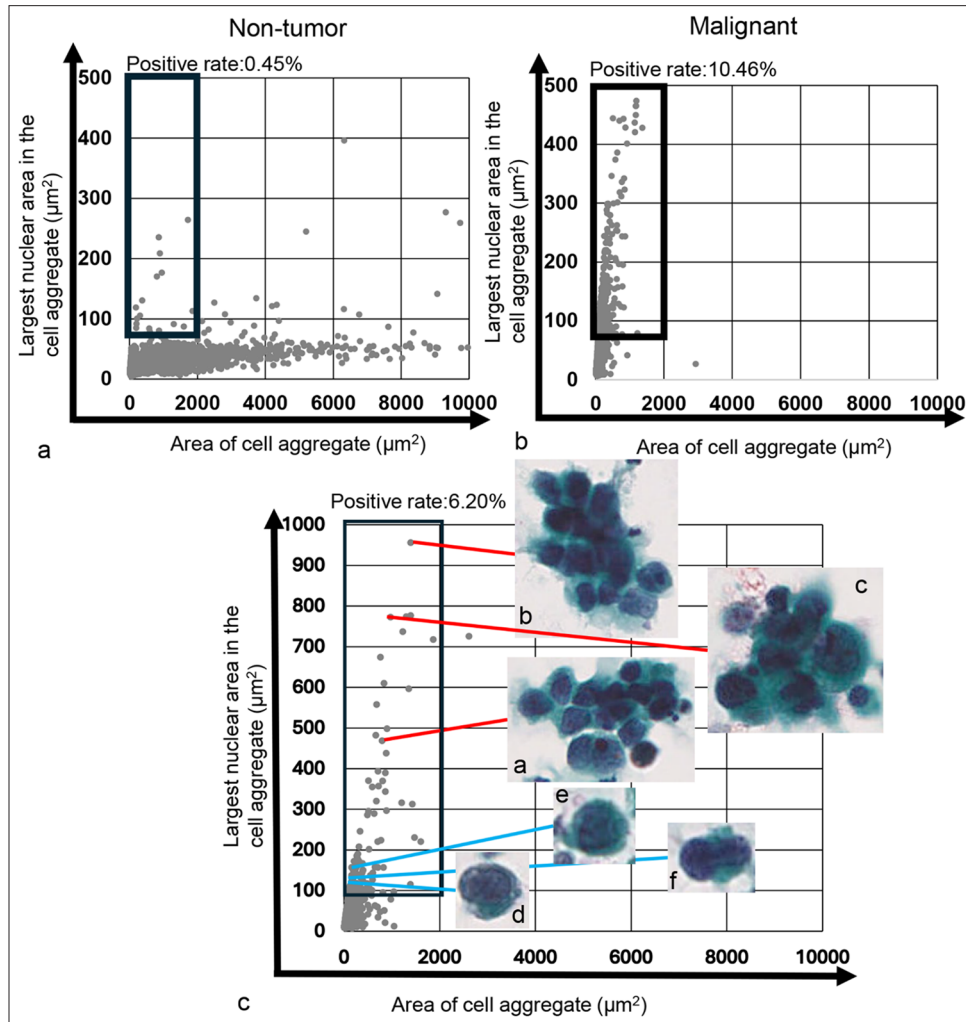 Non-tumor
Positive rate:0.45%
Largest nuclear area in the
cell aggregate (µm²)
500
400
300
200
100
0
0 2000 4000 6000 8000 10000
Area of cell aggregate (µm²)
a
Malignant
Positive rate:10.46%
Largest nuclear area in the
cell aggregate (µm²)
500
400
300
200
100
0
0 2000 4000 6000 8000 10000
Area of cell aggregate (µm²)
b
Positive rate:6.20%
Largest nuclear area in the
cell aggregate (µm²)
1000
900
800
700
600
500
400
300
200
100
0
b
c
a
e
f
d
0 2000 4000 6000 8000 10000
Area of cell aggregate (µm²)
c